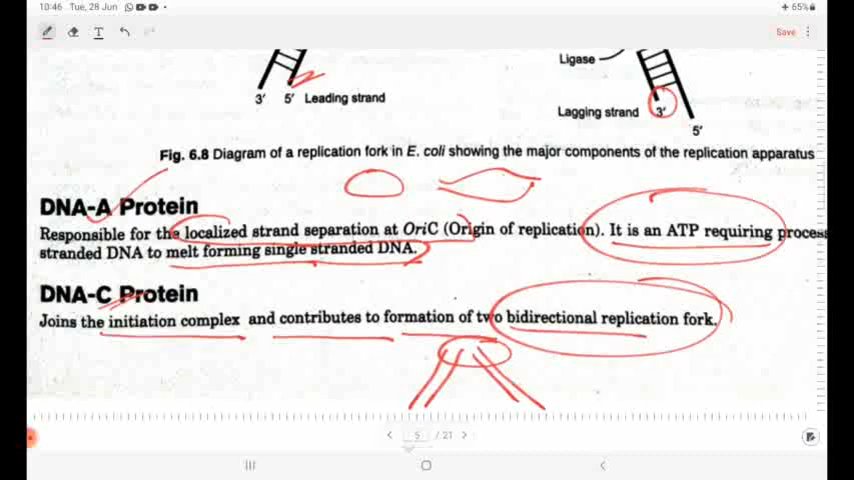 10:46 Tue, 28 Jun
65%
T
Save
Ligase
3' 5' Leading strand
Lagging strand 3'
5'
Fig. 6.8 Diagram of a replication fork in E. coli showing the major components of the replication apparatus
DNA-A Protein
Responsible for the localized strand separation at OriC (Origin of replication). It is an ATP requiring process
stranded DNA to melt forming single stranded DNA.
DNA-C Protein
Joins the initiation complex and contributes to formation of two bidirectional replication fork.
5 / 21